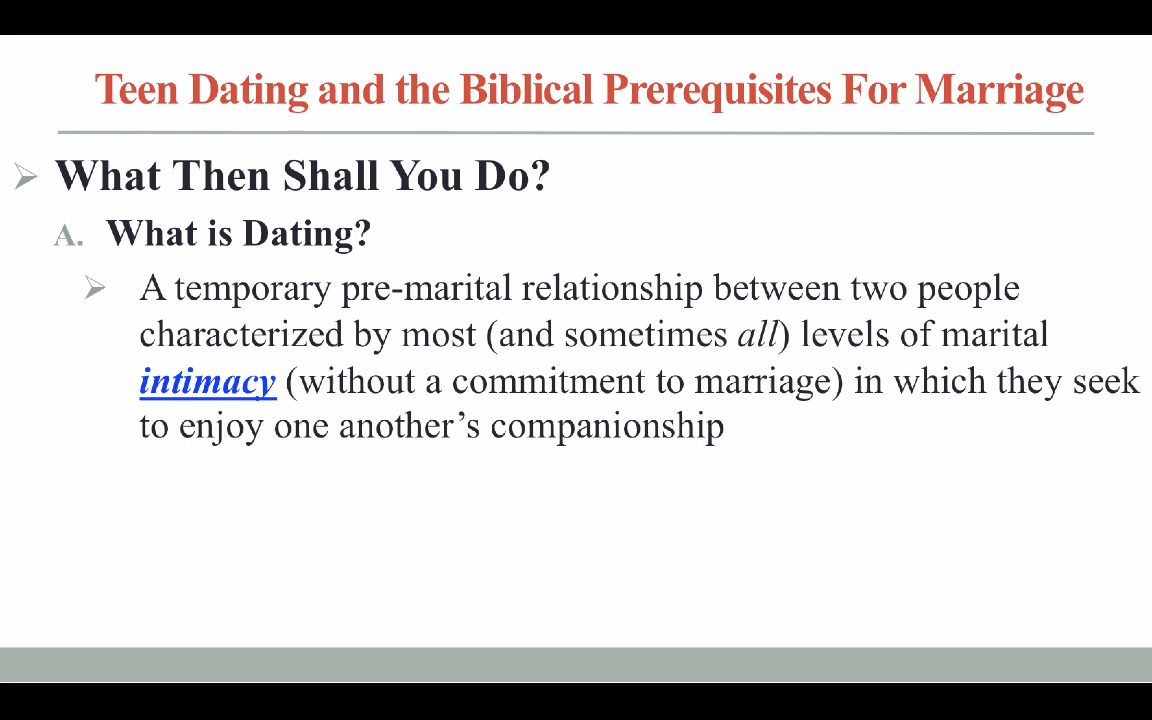 Teen Dating and the Biblical Prerequisites For Marriage
What Then Shall You Do?
A. What is Dating?
A temporary pre-marital relationship between two people
characterized by most (and sometimes all) levels of marital
intimacy (without a commitment to marriage) in which they seek
to enjoy one another’s companionship